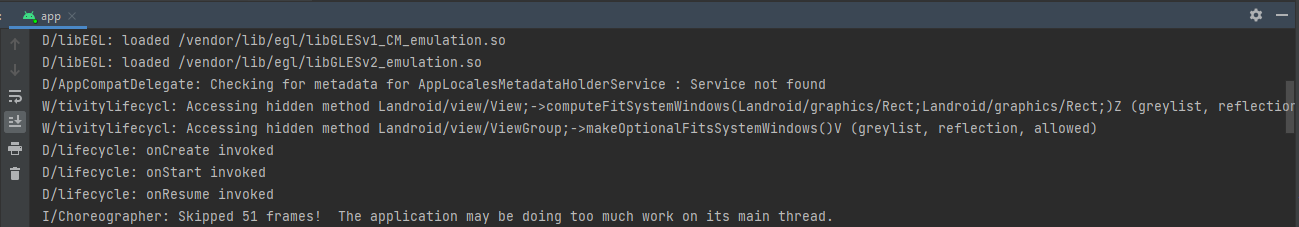 app
D/libEGL: loaded /vendor/lib/egl/libGLESv1_CM_emulation.so
D/libEGL: loaded /vendor/lib/egl/libGLESv2_emulation.so
D/AppCompatDelegate: Checking for metadata for AppLocalesMetadataHolderService : Service not found
W/tivitylifecycl: Accessing hidden method Landroid/view/View;->computeFitSystemWindows(Landroid/graphics/Rect;Landroid/graphics/Rect;)Z (greylist, reflection
W/tivitylifecycl: Accessing hidden method Landroid/view/ViewGroup;->makeOptionalFitsSystemWindows()V (greylist, reflection, allowed)
D/lifecycle: onCreate invoked
D/lifecycle: onStart invoked
D/lifecycle: onResume invoked
I/Choreographer: Skipped 51 frames!  The application may be doing too much work on its main thread.